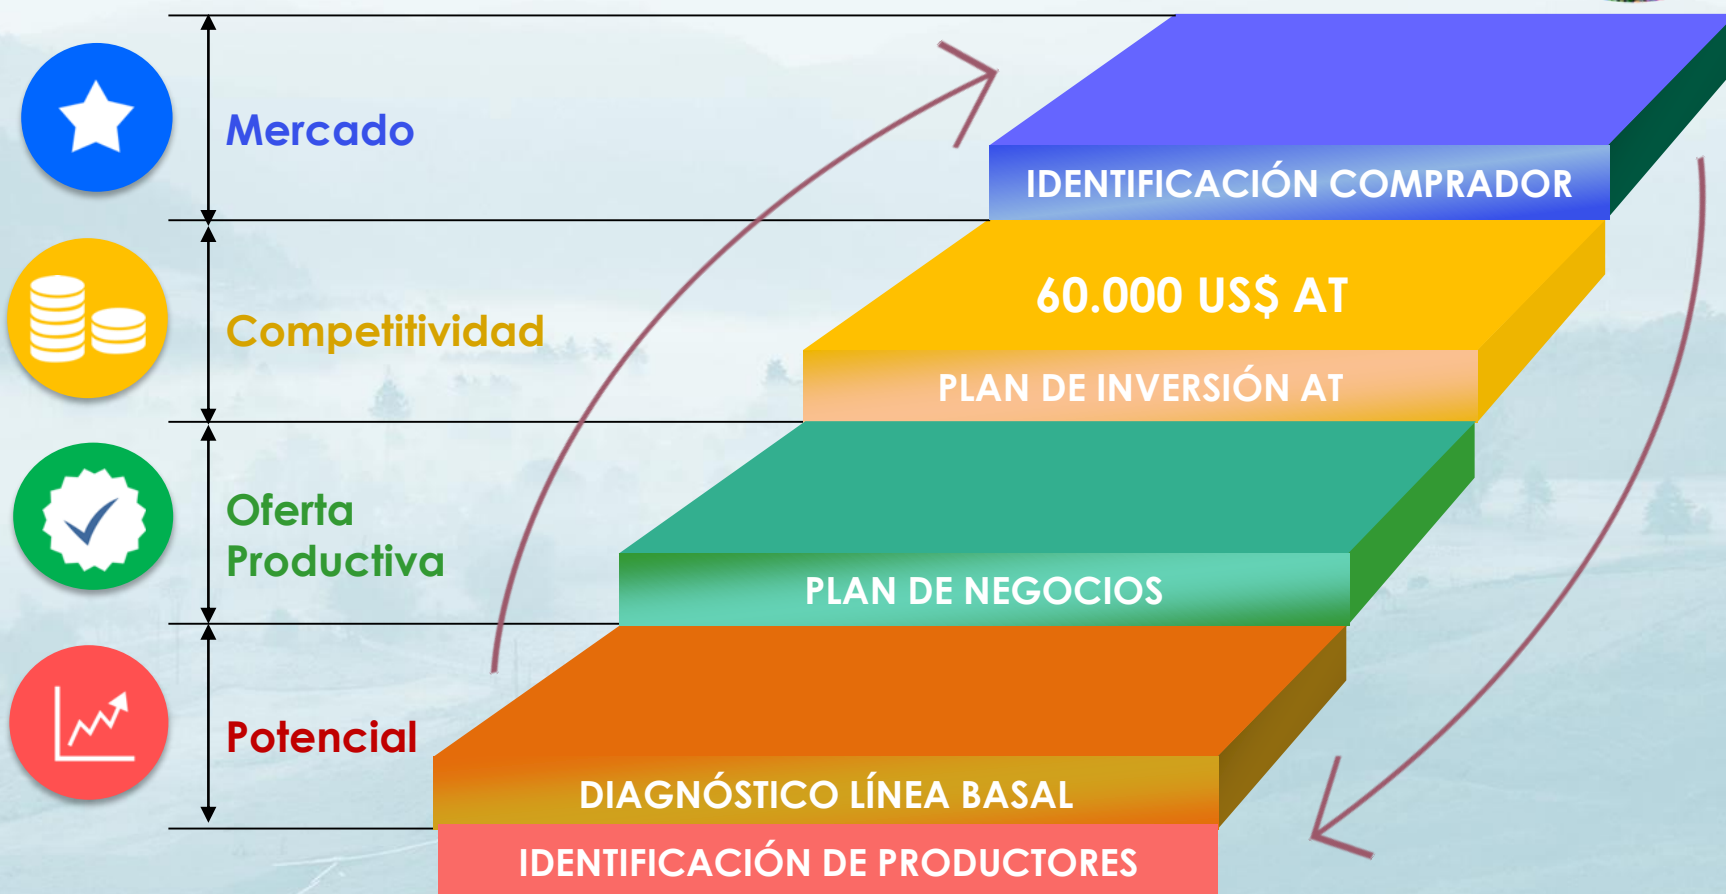 Mercado
IDENTIFICACIÓN COMPRADOR
60.000 US$ AT
Competitividad
PLAN DE INVERSIÓN AT
Oferta
Productiva
PLAN DE NEGOCIOS
Potencial
DIAGNÓSTICO LÍNEA BASAL
IDENTIFICACIÓN DE PRODUCTORES